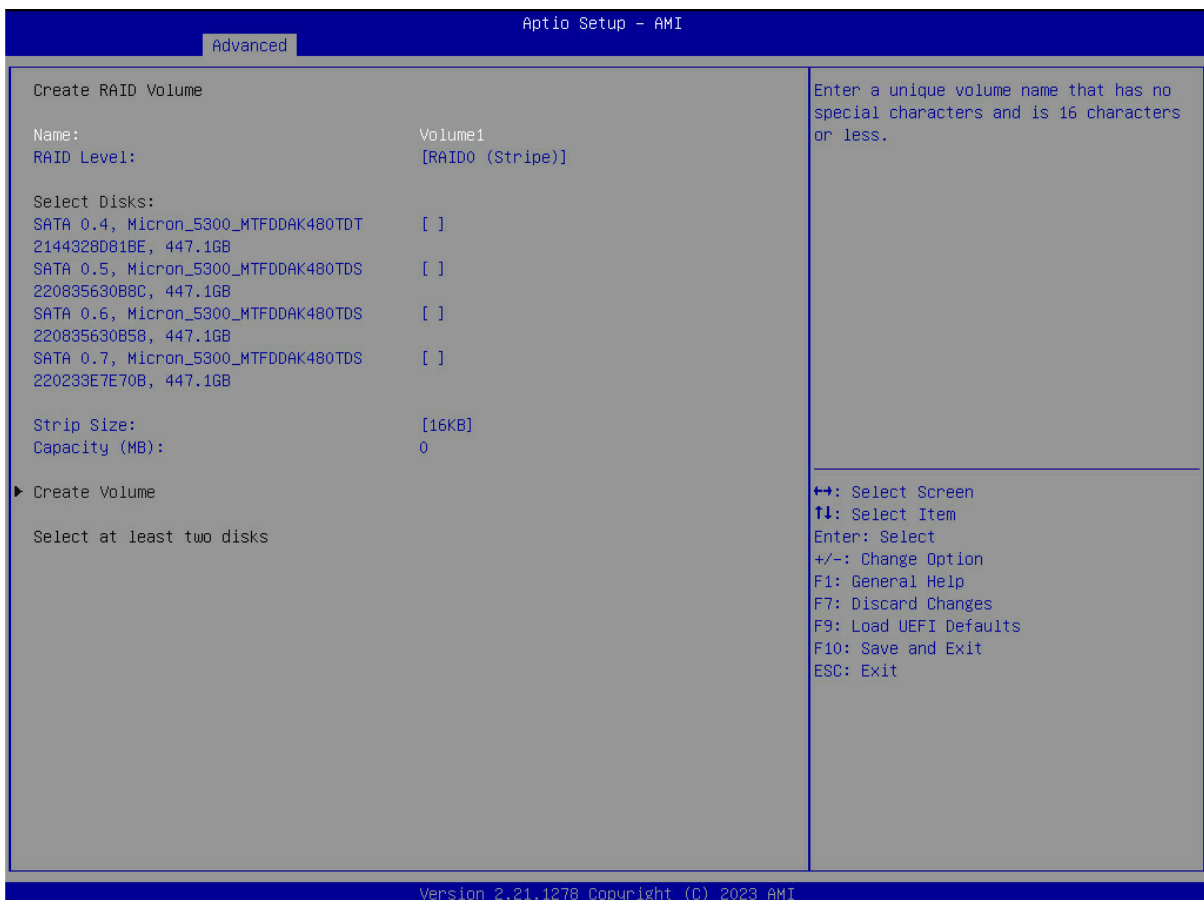 Aptio Setup – AMI
Advanced
Create RAID Volume
Name: Volume1
RAID Level: [RAID0 (Stripe)]
Select Disks:
SATA 0.4, Micron_5300_MTFDDAK480TDT [ ]
2144328D81BE, 447.1GB
SATA 0.5, Micron_5300_MTFDDAK480TDS [ ]
220835630B8C, 447.1GB
SATA 0.6, Micron_5300_MTFDDAK480TDS [ ]
220835630B58, 447.1GB
SATA 0.7, Micron_5300_MTFDDAK480TDS [ ]
220233E7E70B, 447.1GB
Strip Size: [16KB]
Capacity (MB): 0
▶ Create Volume
Select at least two disks
Enter a unique volume name that has no
special characters and is 16 characters
or less.
↔: Select Screen
↑↓: Select Item
Enter: Select
+/-: Change Option
F1: General Help
F7: Discard Changes
F9: Load UEFI Defaults
F10: Save and Exit
ESC: Exit
Version 2.21.1278 Copyright (C) 2023 AMI